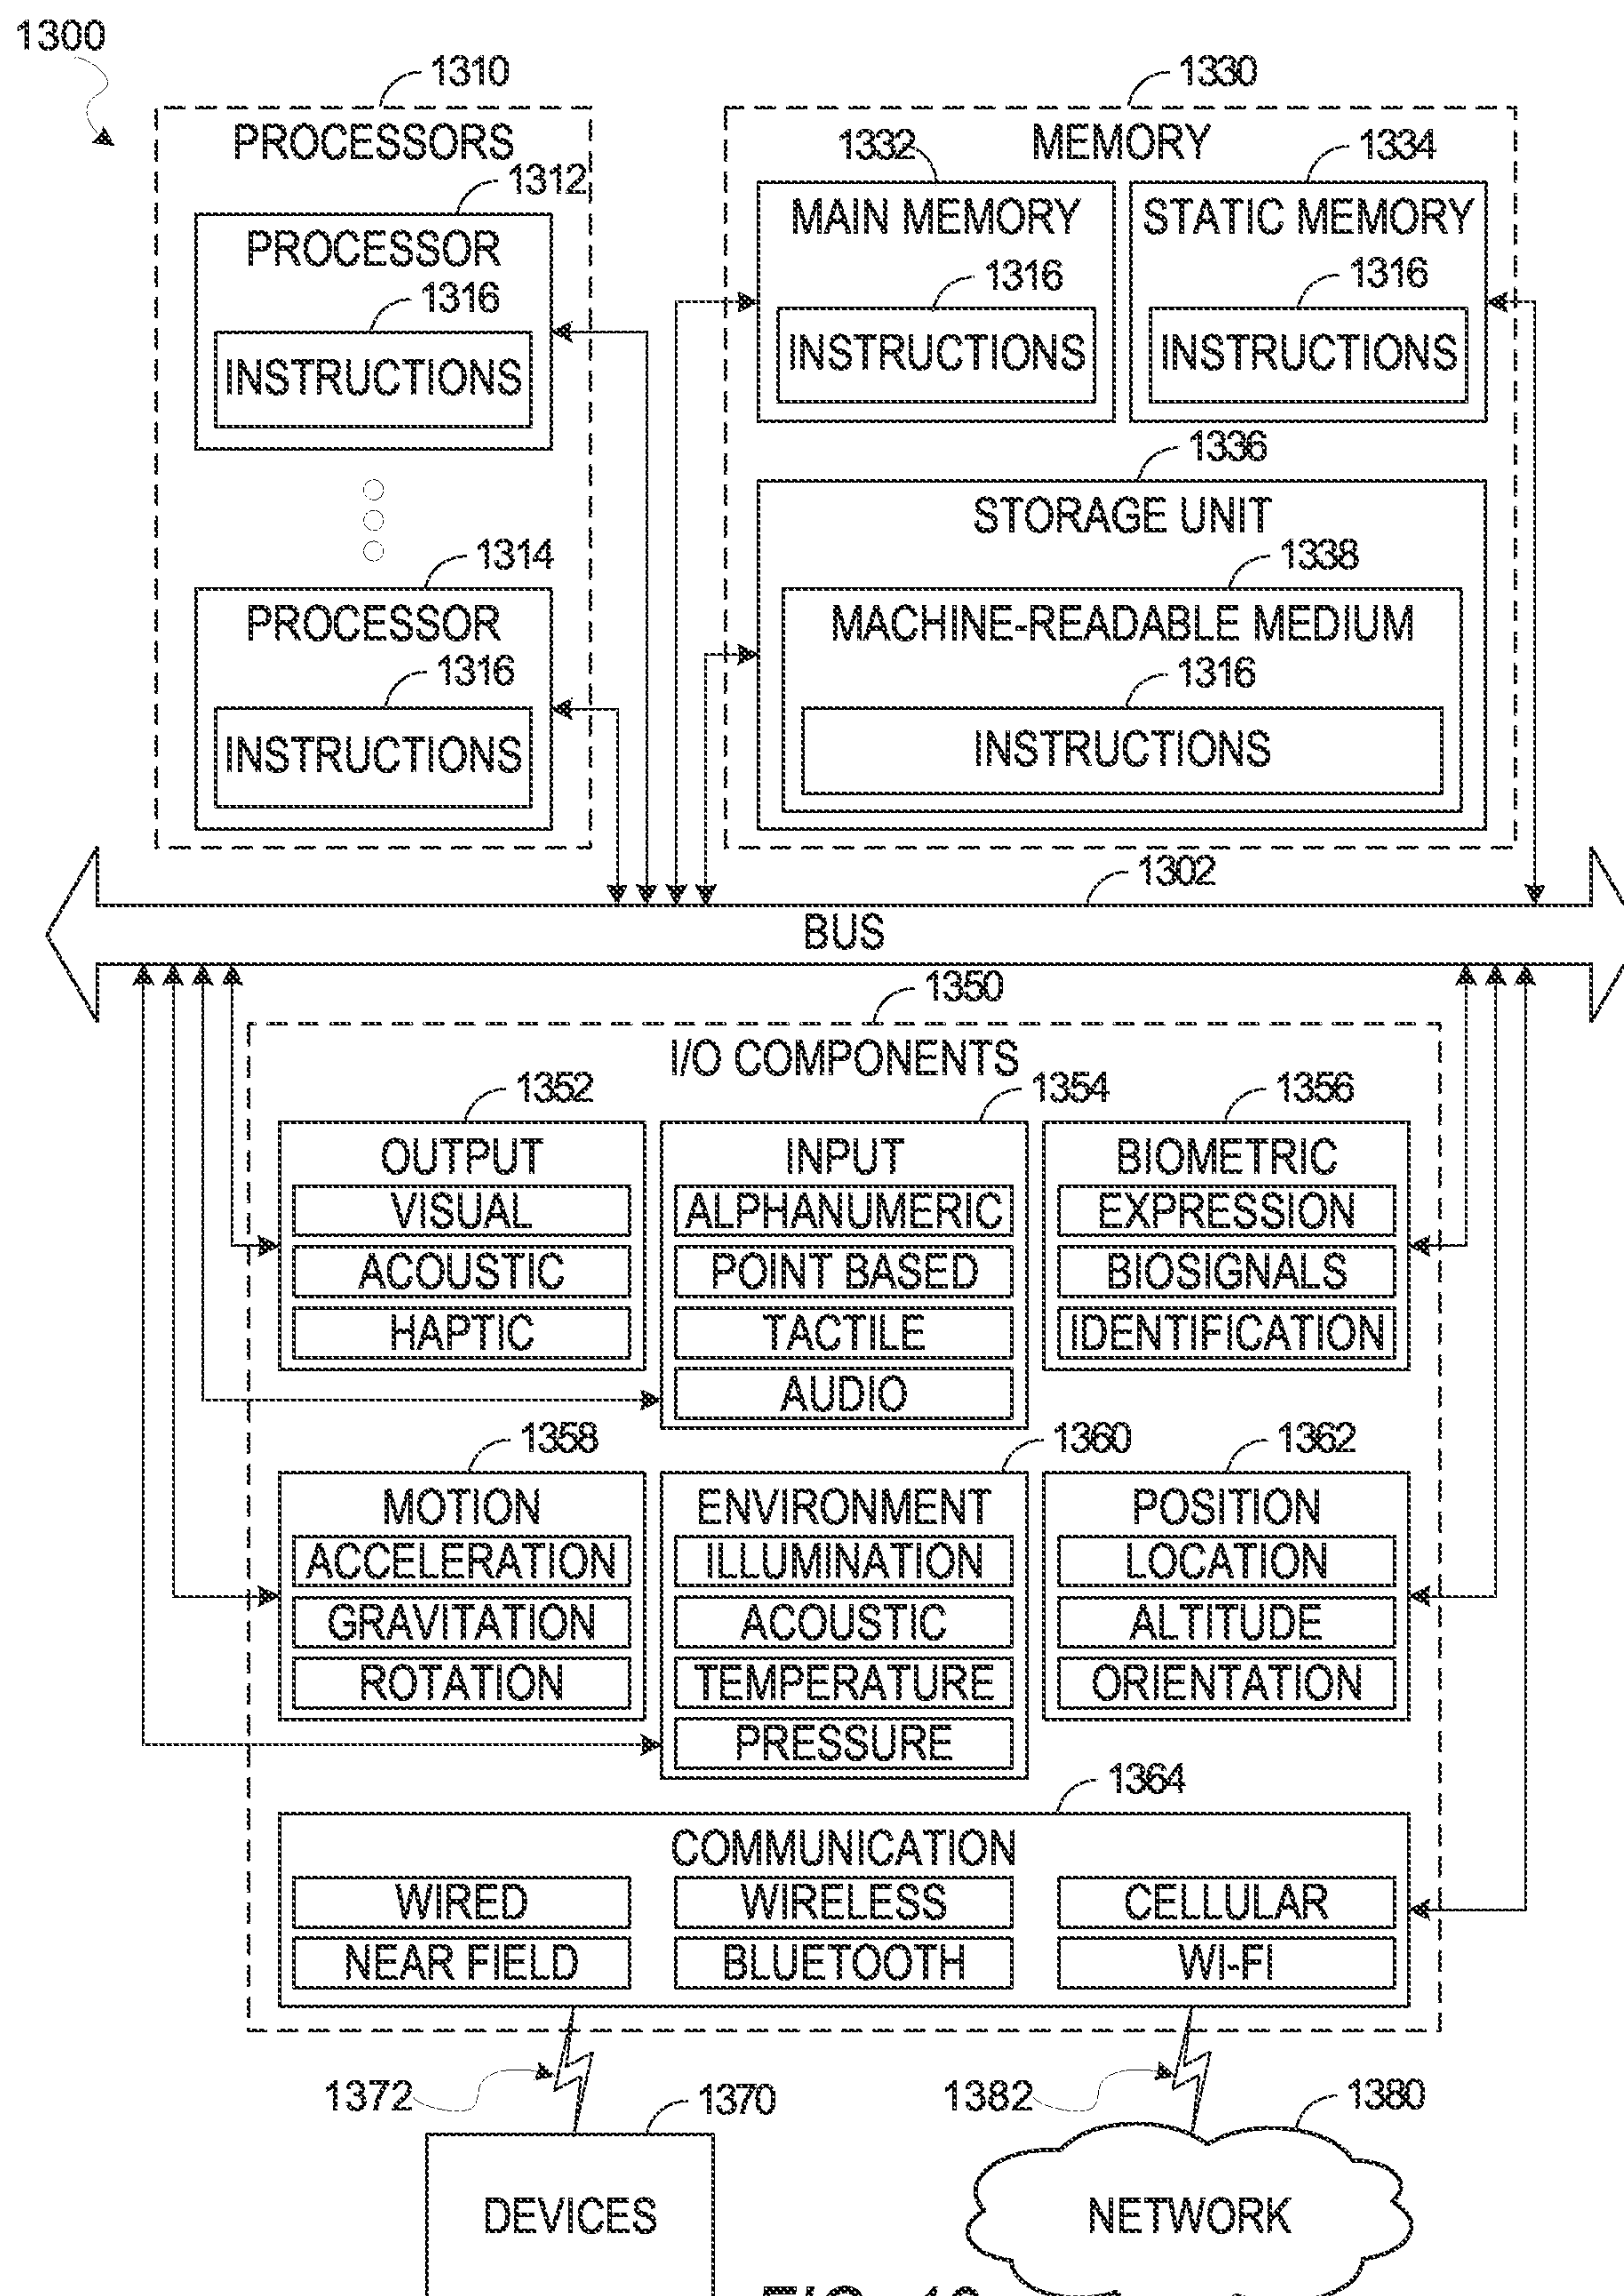 1300
1310
PROCESSORS
1312
PROCESSOR
1316
INSTRUCTIONS
1314
PROCESSOR
1316
INSTRUCTIONS
1330
MEMORY
1332
MAIN MEMORY
1316
INSTRUCTIONS
1334
STATIC MEMORY
1316
INSTRUCTIONS
1336
STORAGE UNIT
1338
MACHINE-READABLE MEDIUM
1316
INSTRUCTIONS
1302
BUS
1350
I/O COMPONENTS
1352
OUTPUT
VISUAL
ACOUSTIC
HAPTIC
1354
INPUT
ALPHANUMERIC
POINT BASED
TACTILE
AUDIO
1356
BIOMETRIC
EXPRESSION
BIOSIGNALS
IDENTIFICATION
1358
MOTION
ACCELERATION
GRAVITATION
ROTATION
1360
ENVIRONMENT
ILLUMINATION
ACOUSTIC
TEMPERATURE
PRESSURE
1362
POSITION
LOCATION
ALTITUDE
ORIENTATION
1364
COMMUNICATION
WIRED
WIRELESS
CELLULAR
NEAR FIELD
BLUETOOTH
WI-FI
1372
1370
DEVICES
1382
1380
NETWORK